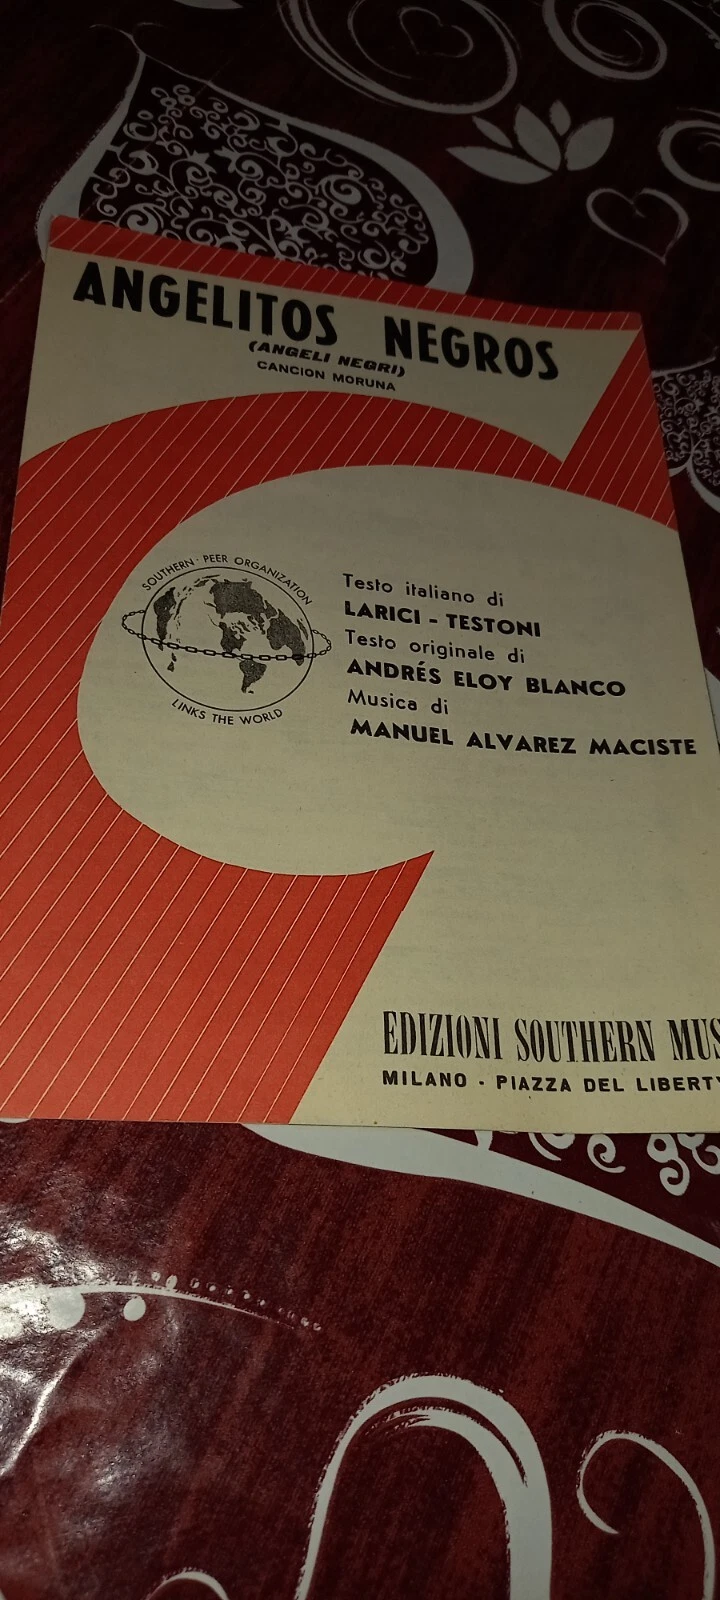 ANGELITOS NEGROS
(ANGELI NEGRI)
CANCION MORUNA
SOUTHERN - PEER ORGANIZATION
LINKS THE WORLD
Testo italiano di
LARICI - TESTONI
Testo originale di
ANDRÉS ELOY BLANCO
Musica di
MANUEL ALVAREZ MACISTE
EDIZIONI SOUTHERN MUS
MILANO - PIAZZA DEL LIBERTY